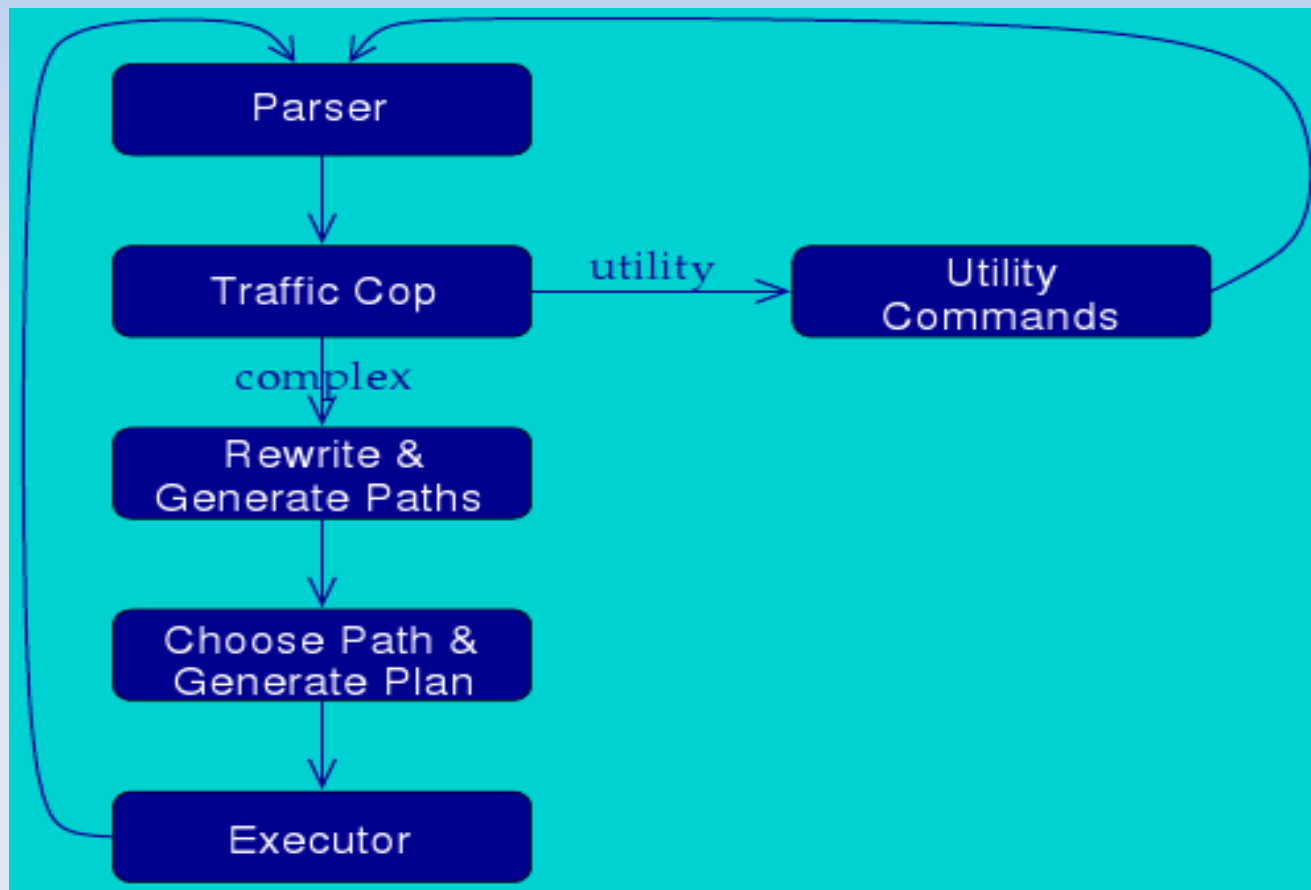 Parser
Traffic Cop
utility
Utility
Commands
complex
Rewrite &
Generate Paths
Choose Path &
Generate Plan
Executor